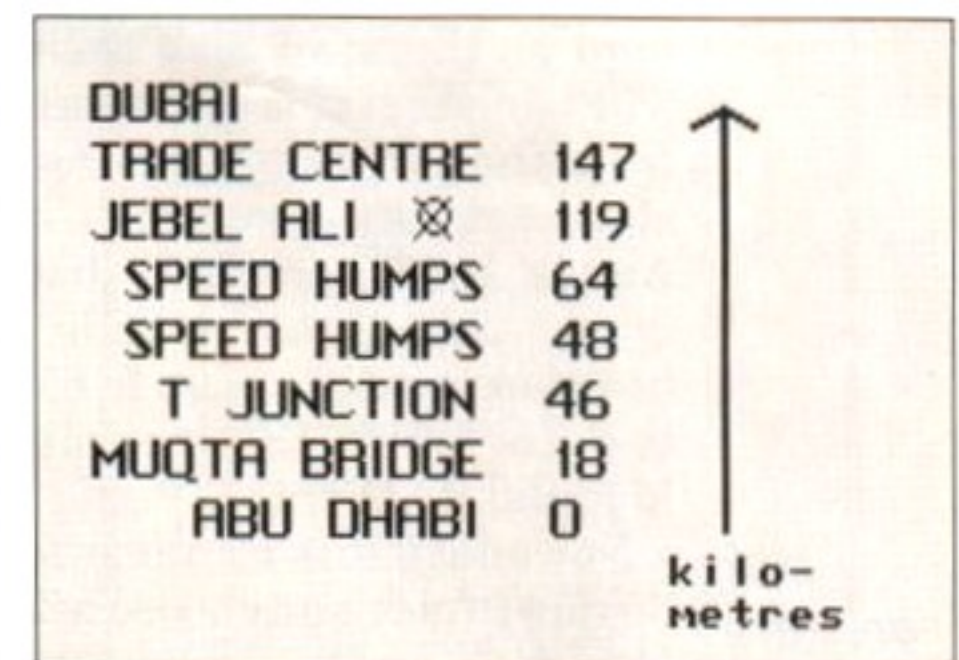 DUBAI
TRADE CENTRE 147
JEBEL ALI 119
SPEED HUMPS 64
SPEED HUMPS 48
T JUNCTION 46
MUQTA BRIDGE 18
ABU DHABI 0
kilo-
metres